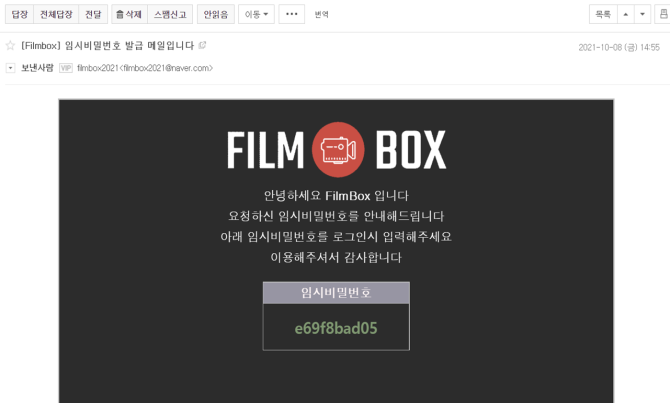 답장 전체답장 전달 삭제 스팸신고 안읽음 이동 ••• 번역 목록
[Filmbox] 임시비밀번호 발급 메일입니다
2021-10-08 (금) 14:55
보낸사람 VIP filmbox2021<filmbox2021@naver.com>
FILM BOX
안녕하세요 FilmBox 입니다
요청하신 임시비밀번호를 안내해드립니다
아래 임시비밀번호를 로그인시 입력해주세요
이용해주셔서 감사합니다
임시비밀번호
e69f8bad05